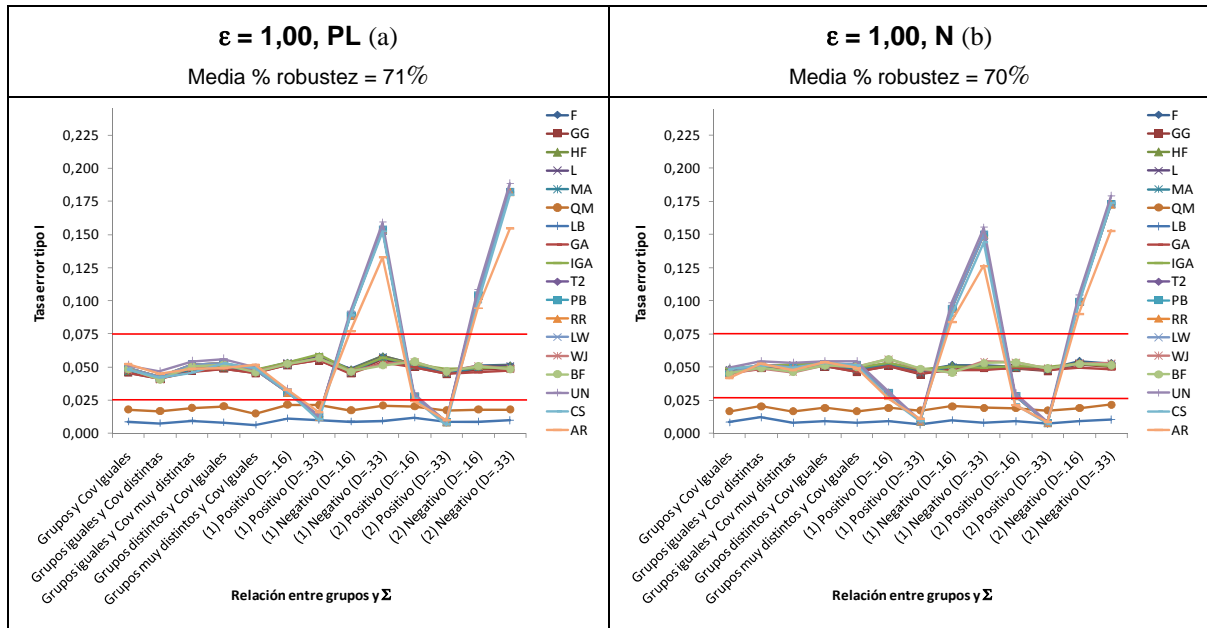 ε = 1,00, PL (a)
Media % robustez = 71%
ε = 1,00, N (b)
Media % robustez = 70%
Tasa error tipo I
0,225
0,200
0,175
0,150
0,125
0,100
0,075
0,050
0,025
0,000
Grupos y Cov Iguales
Grupos iguales y Cov distintas
Grupos iguales y Cov muy distintas
Grupos distintos y Cov Iguales
Grupos muy distintos y Cov Iguales
(1) Positivo (D=.16)
(1) Positivo (D=.33)
(1) Negativo (D=.16)
(1) Negativo (D=.33)
(2) Positivo (D=.16)
(2) Positivo (D=.33)
(2) Negativo (D=.16)
(2) Negativo (D=.33)
Relación entre grupos y Σ
F
GG
HF
L
MA
QM
LB
GA
IGA
T2
PB
RR
LW
WJ
BF
UN
CS
AR
Tasa error tipo I
0,225
0,200
0,175
0,150
0,125
0,100
0,075
0,050
0,025
0,000
Grupos y Cov Iguales
Grupos iguales y Cov distintas
Grupos iguales y Cov muy distintas
Grupos distintos y Cov Iguales
Grupos muy distintos y Cov Iguales
(1) Positivo (D=.16)
(1) Positivo (D=.33)
(1) Negativo (D=.16)
(1) Negativo (D=.33)
(2) Positivo (D=.16)
(2) Positivo (D=.33)
(2) Negativo (D=.16)
(2) Negativo (D=.33)
Relación entre grupos y Σ
F
GG
HF
L
MA
QM
LB
GA
IGA
T2
PB
RR
LW
WJ
BF
UN
CS
AR